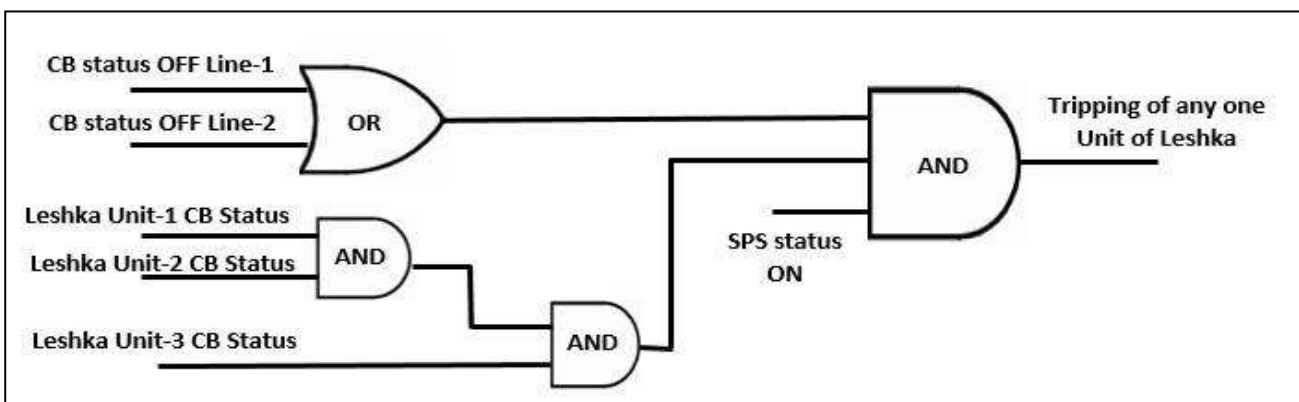 CB status OFF Line-1
CB status OFF Line-2
OR
Leshka Unit-1 CB Status
Leshka Unit-2 CB Status
AND
Leshka Unit-3 CB Status
AND
SPS status
ON
AND
Tripping of any one
Unit of Leshka